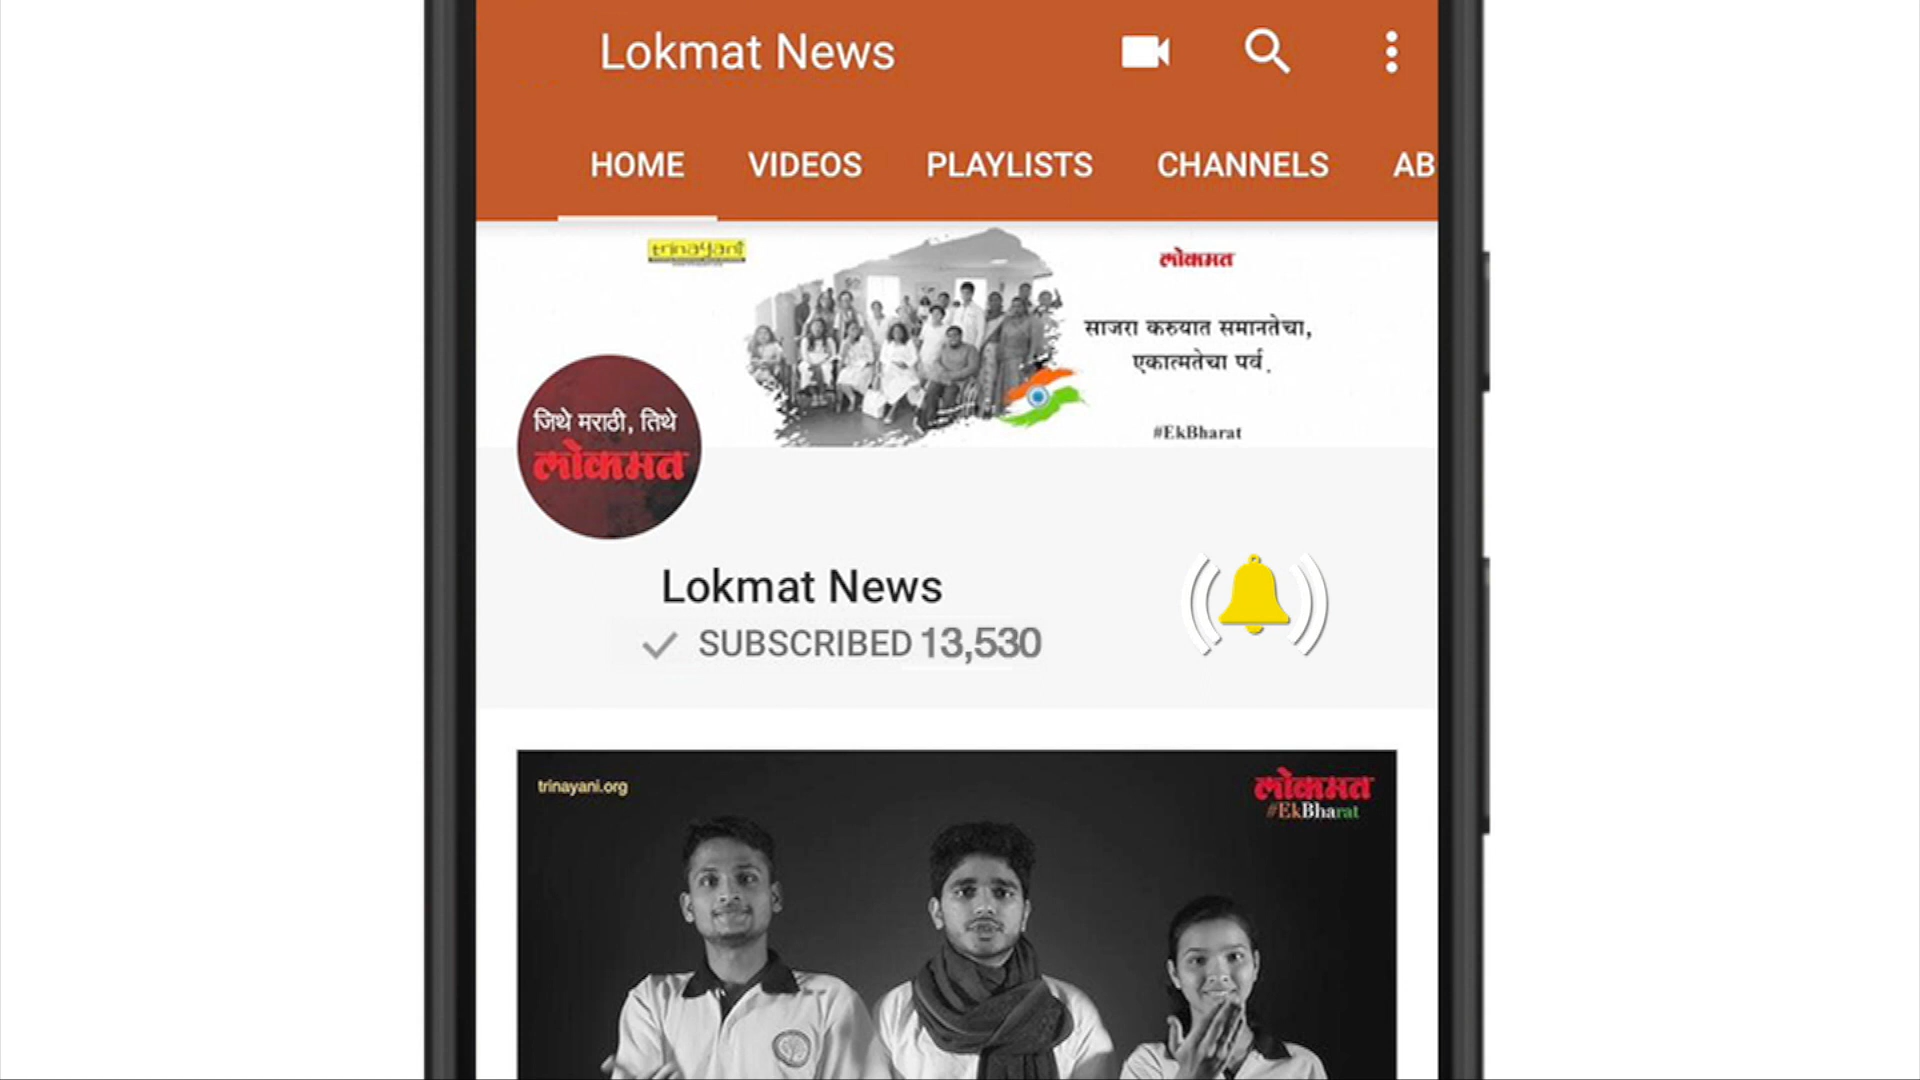 Lokmat News
HOME VIDEOS PLAYLISTS CHANNELS AB
trinayani
लोकमत
साजरा करुयात समानतेचा,
एकात्मतेचा पर्व.
#EkBharat
जिथे मराठी, तिथे
लोकमत
Lokmat News
SUBSCRIBED 13,530
trinayani.org
लोकमत
#EkBharat